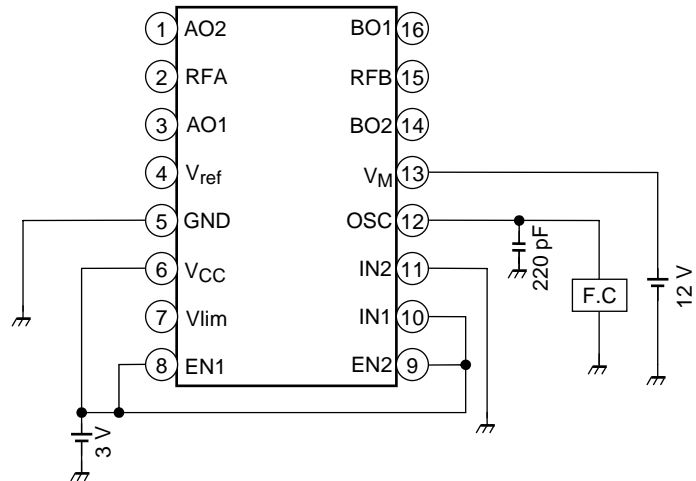 1 AO2 BO1 16
2 RFA RFB 15
3 AO1 BO2 14
4 Vref VM 13
5 GND OSC 12
6 VCC IN2 11
7 Vlim IN1 10
8 EN1 EN2 9
220 pF
F.C
12 V
3 V